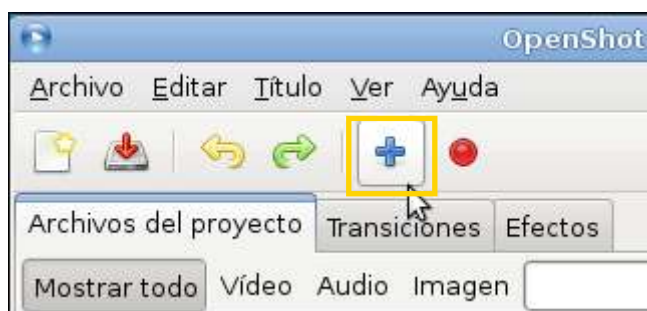 OpenShot
Archivo Editar Título Ver Ayuda
Archivos del proyecto Transiciones Efectos
Mostrar todo Vídeo Audio Imagen